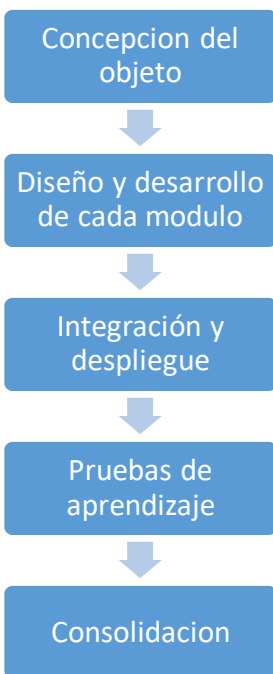 Concepcion del
objeto
Diseño y desarrollo
de cada modulo
Integración y
despliegue
Pruebas de
aprendizaje
Consolidacion